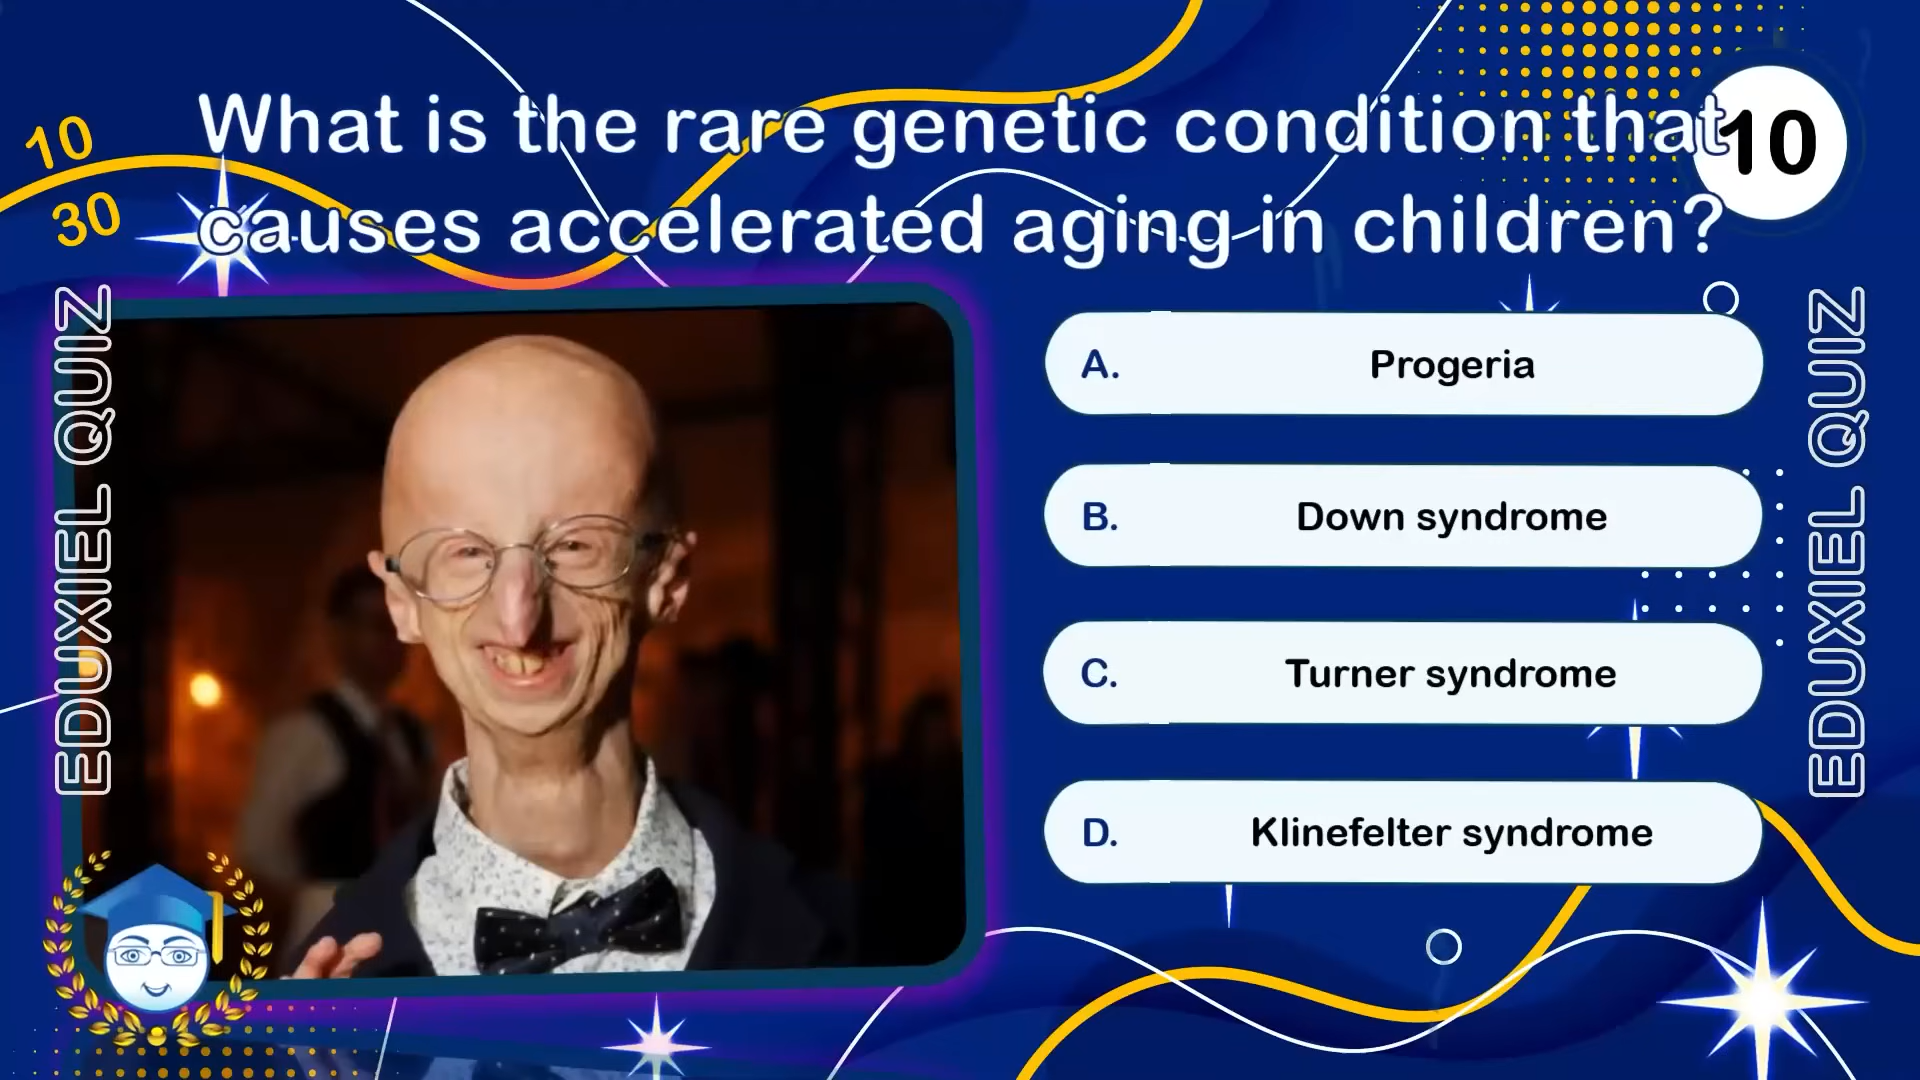 What is the rare genetic condition that
causes accelerated aging in children?
10
10
30
EDUXIEL QUIZ
A. Progeria
B. Down syndrome
C. Turner syndrome
D. Klinefelter syndrome
EDUXIEL QUIZ